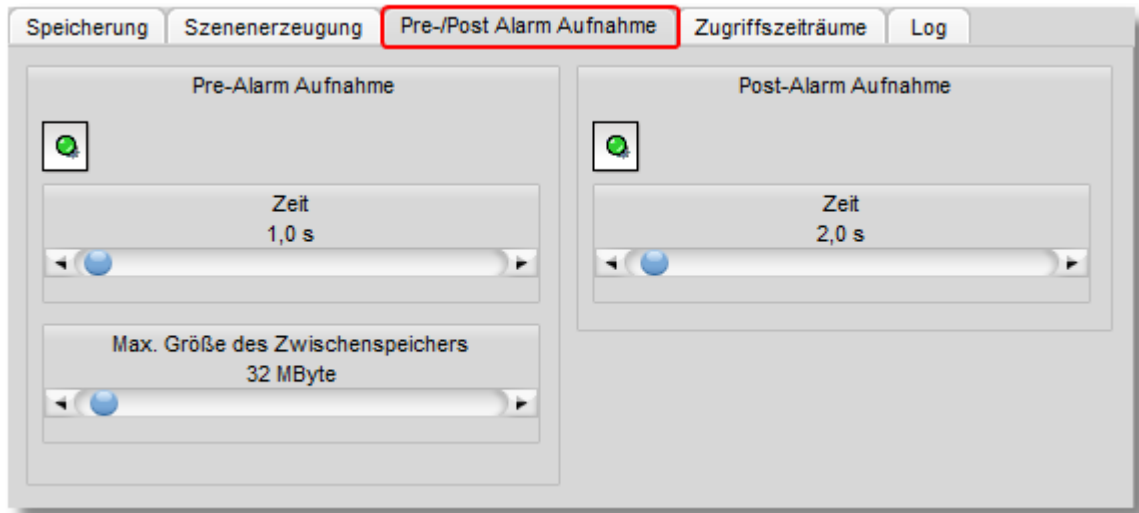 Speicherung
Szenenerzeugung
Pre-/Post Alarm Aufnahme
Zugriffszeiträume
Log
Pre-Alarm Aufnahme
Zeit
1,0 s
Max. Größe des Zwischenspeichers
32 MByte
Post-Alarm Aufnahme
Zeit
2,0 s